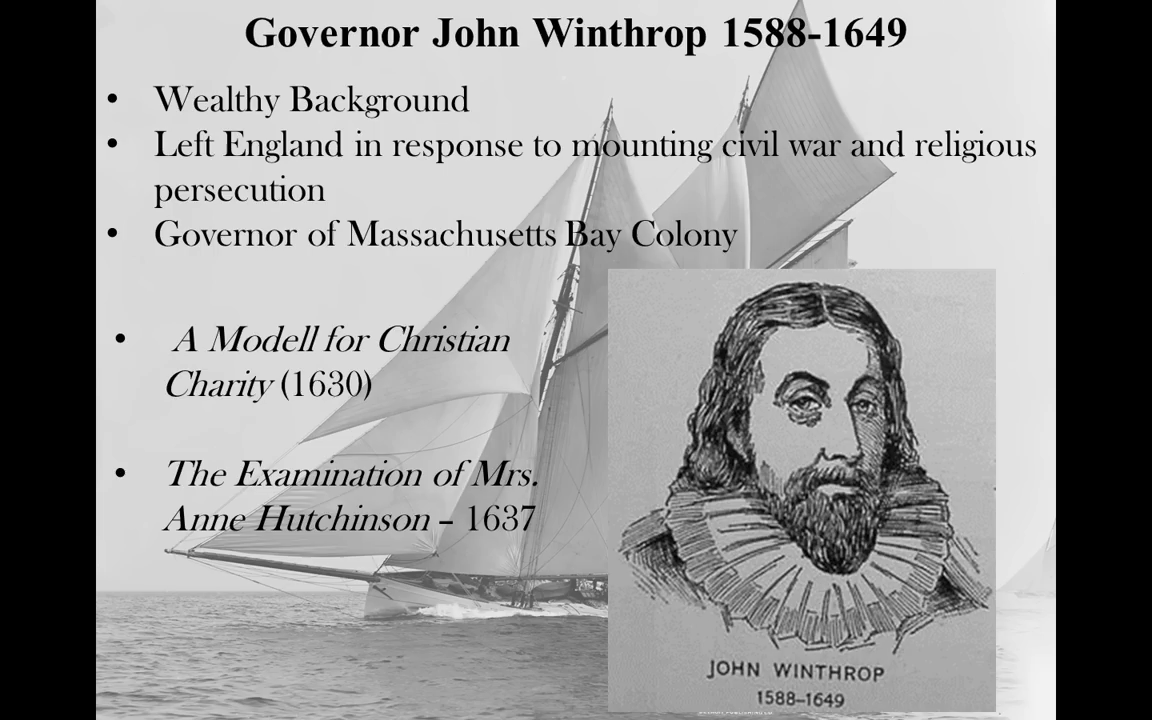 Governor John Winthrop 1588-1649
• Wealthy Background
• Left England in response to mounting civil war and religious
persecution
• Governor of Massachusetts Bay Colony
• A Modell for Christian
Charity (1630)
• The Examination of Mrs.
Anne Hutchinson – 1637
JOHN WINTHROP
1588–1649